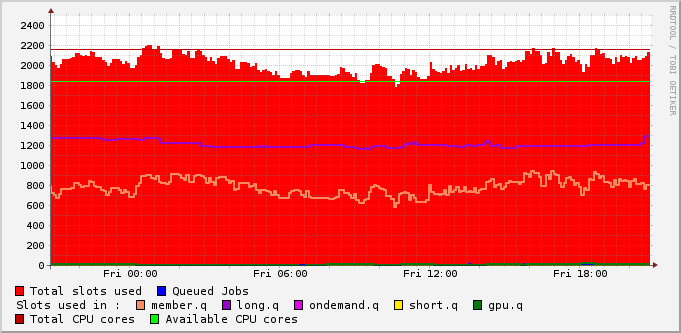 RRDTOOL / TOBI OETIKER
2400
2200
2000
1800
1600
1400
1200
1000
800
600
400
200
0
Fri 00:00 Fri 06:00 Fri 12:00 Fri 18:00
Total slots used Queued Jobs
Slots used in : member.q long.q ondemand.q short.q gpu.q
Total CPU cores Available CPU cores